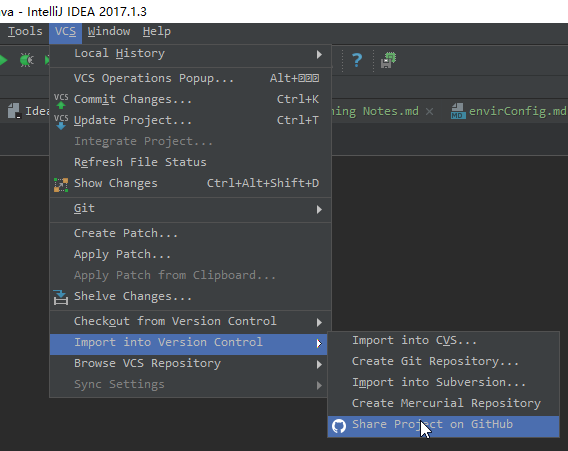 va - IntelliJ IDEA 2017.1.3
Tools VCS Window Help
Local History
VCS Operations Popup... Alt+
VCS Commit Changes... Ctrl+K
VCS Update Project... Ctrl+T
Integrate Project...
Refresh File Status
Show Changes Ctrl+Alt+Shift+D
Git
Create Patch...
Apply Patch...
Apply Patch from Clipboard...
Shelve Changes...
Checkout from Version Control
Import into Version Control
Browse VCS Repository
Sync Settings
Idea
ning Notes.md
MD envirConfig.md
Import into CVS...
Create Git Repository...
Import into Subversion...
Create Mercurial Repository
Share Project on GitHub